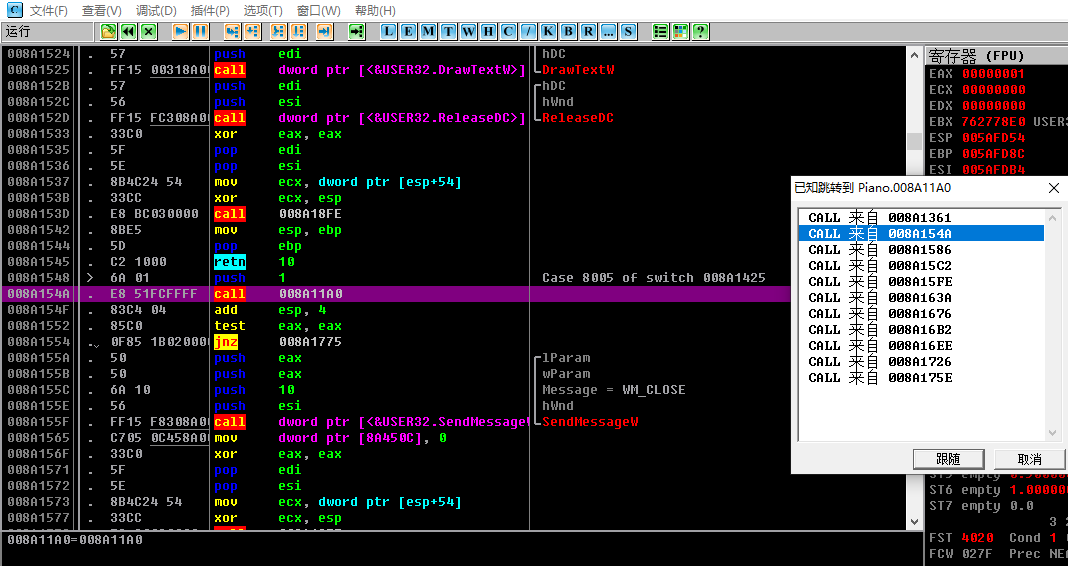 C 文件(F) 查看(V) 调试(D) 插件(P) 选项(T) 窗口(W) 帮助(H)
运行 L E M T W H C / K B R ... S ?
008A1524 . 57 push edi hDC
008A1525 . FF15 00318A00 call dword ptr [<&USER32.DrawTextW>] DrawTextW
008A152B . 57 push edi hDC
008A152C . 56 push esi hWnd
008A152D . FF15 FC308A00 call dword ptr [<&USER32.ReleaseDC>] ReleaseDC
008A1533 . 33C0 xor eax, eax
008A1535 . 5F pop edi
008A1536 . 5E pop esi
008A1537 . 8B4C24 54 mov ecx, dword ptr [esp+54]
008A153B . 33CC xor ecx, esp
008A153D . E8 BC030000 call 008A18FE
008A1542 . 8BE5 mov esp, ebp
008A1544 . 5D pop ebp
008A1545 . C2 1000 retn 10
008A1548 > 6A 01 push 1 Case 8005 of switch 008A1425
008A154A . E8 51FCFFFF call 008A11A0
008A154F . 83C4 04 add esp, 4
008A1552 . 85C0 test eax, eax
008A1554 . 0F85 1B020000 jnz 008A1775
008A155A . 50 push eax lParam
008A155B . 50 push eax wParam
008A155C . 6A 10 push 10 Message = WM_CLOSE
008A155E . 56 push esi hWnd
008A155F . FF15 F8308A00 call dword ptr [<&USER32.SendMessageW SendMessageW
008A1565 . C705 0C458A00 mov dword ptr [8A450C], 0
008A156F . 33C0 xor eax, eax
008A1571 . 5F pop edi
008A1572 . 5E pop esi
008A1573 . 8B4C24 54 mov ecx, dword ptr [esp+54]
008A1577 . 33CC xor ecx, esp
008A11A0=008A11A0
寄存器 (FPU)
EAX 00000001
ECX 00000000
EDX 00000000
EBX 762778E0 USER
ESP 005AFD54
EBP 005AFD8C
ESI 005AFDB4
已知跳转到 Piano.008A11A0
CALL 来自 008A1361
CALL 来自 008A154A
CALL 来自 008A1586
CALL 来自 008A15C2
CALL 来自 008A15FE
CALL 来自 008A163A
CALL 来自 008A1676
CALL 来自 008A16B2
CALL 来自 008A16EE
CALL 来自 008A1726
CALL 来自 008A175E
跟随 取消
ST6 empty 1.00000
ST7 empty 0.0
3 2
FST 4020 Cond 1
FCW 027F Prec NEA